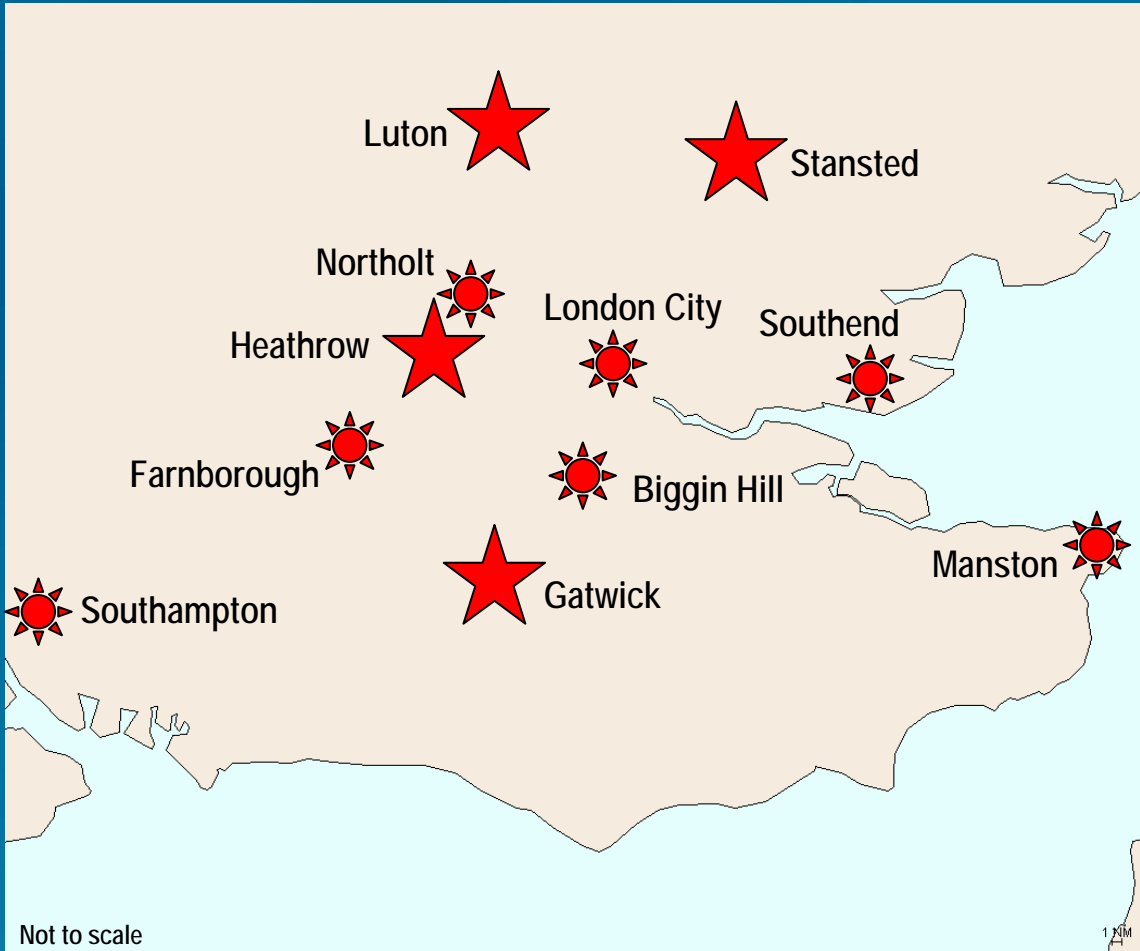 Luton
Stansted
Northolt
London City
Southend
Heathrow
Farnborough
Biggin Hill
Manston
Gatwick
Southampton
Not to scale
1 NM